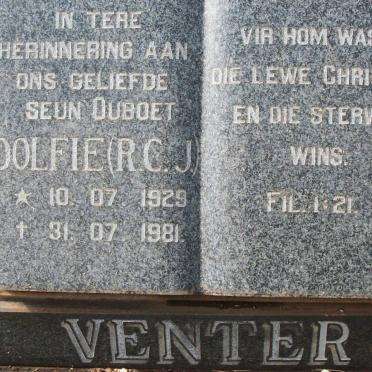 IN TERE
HERINNERING AAN
ONS GELIEFDE
SEUN OUBOET
DOLFIE (R.C.J.)
* 10. 07. 1929
† 31. 07. 1981.
VIR HOM WAS
DIE LEWE CHRI
EN DIE STERW
WINS.
FIL. 1:21.
VENTER